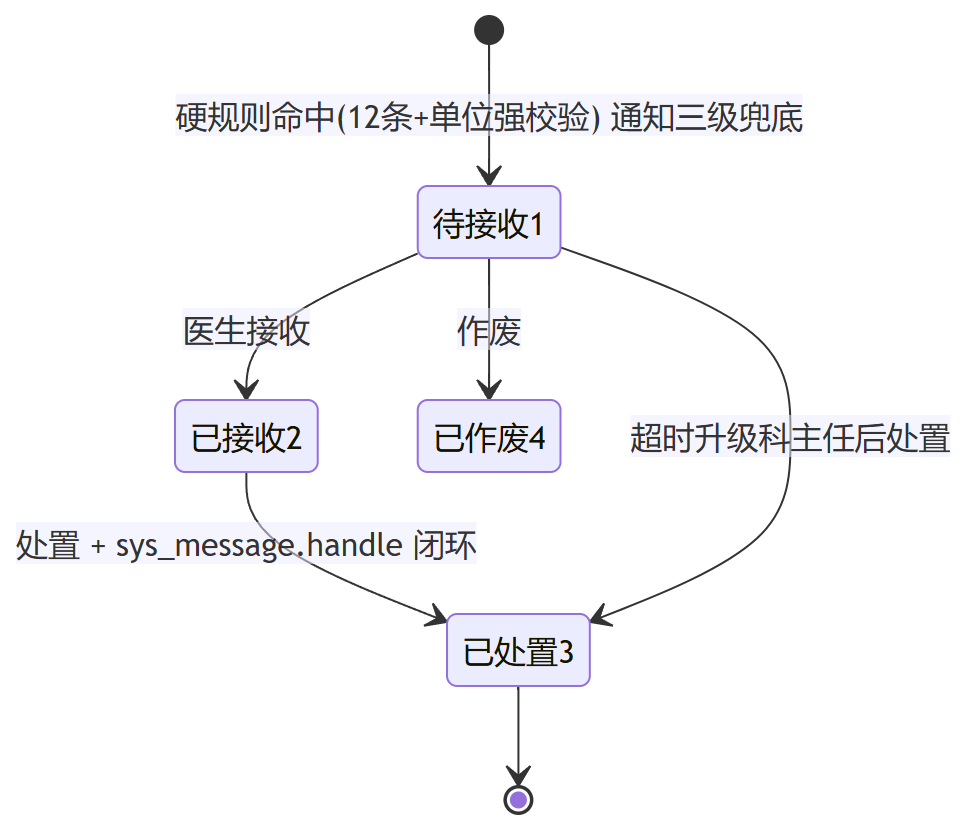 硬规则命中(12条+单位强校验) 通知三级兜底
待接收1
医生接收
作废
已接收2
已作废4
超时升级科主任后处置
处置 + sys_message.handle 闭环
已处置3